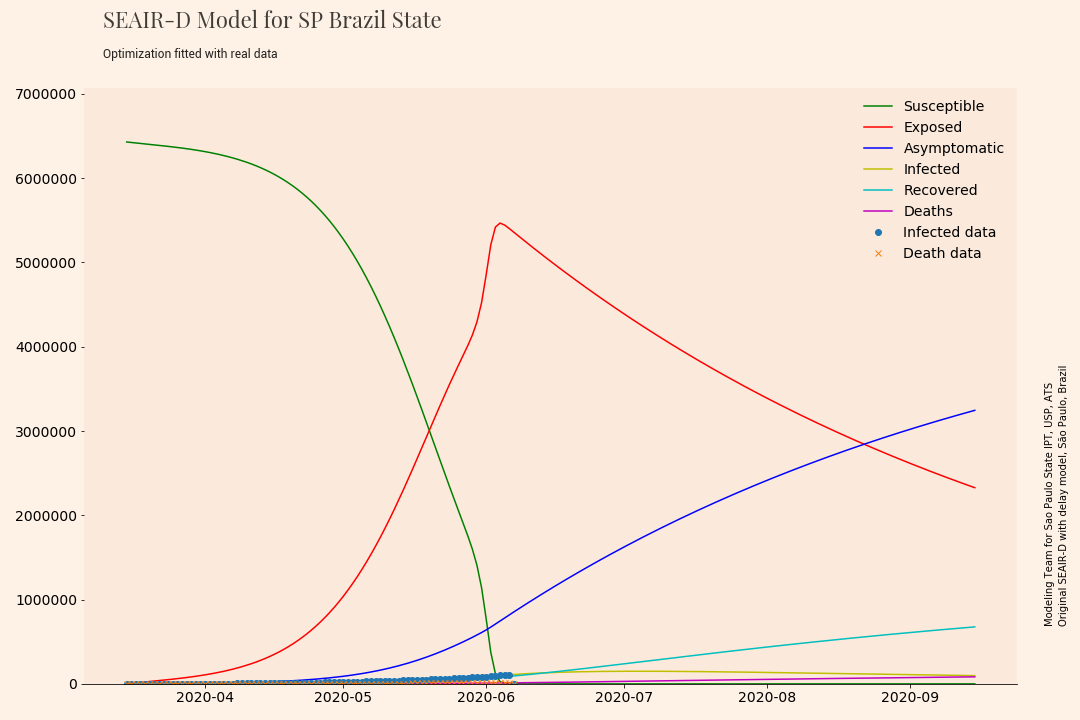 SEAIR-D Model for SP Brazil State
Optimization fitted with real data
7000000
6000000
5000000
4000000
3000000
2000000
1000000
0
2020-04
2020-05
2020-06
2020-07
2020-08
2020-09
Susceptible
Exposed
Asymptomatic
Infected
Recovered
Deaths
Infected data
Death data
Modeling Team for Sao Paulo State IPT, USP, ATS
Original SEAIR-D with delay model, São Paulo, Brazil